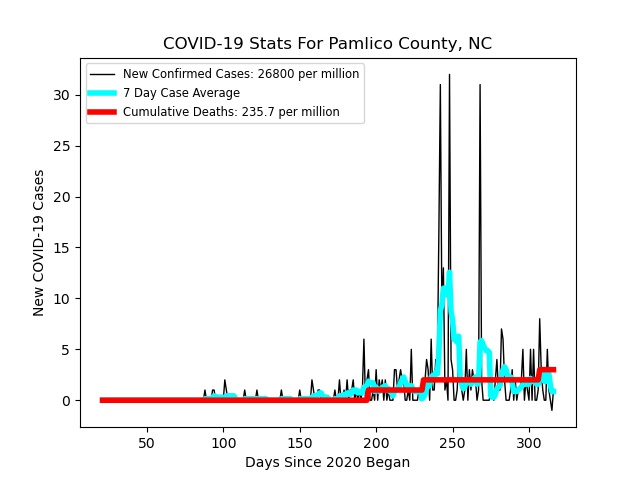 COVID-19 Stats For Pamlico County, NC
New Confirmed Cases: 26800 per million
7 Day Case Average
Cumulative Deaths: 235.7 per million
New COVID-19 Cases
30
25
20
15
10
5
0
50 100 150 200 250 300
Days Since 2020 Began